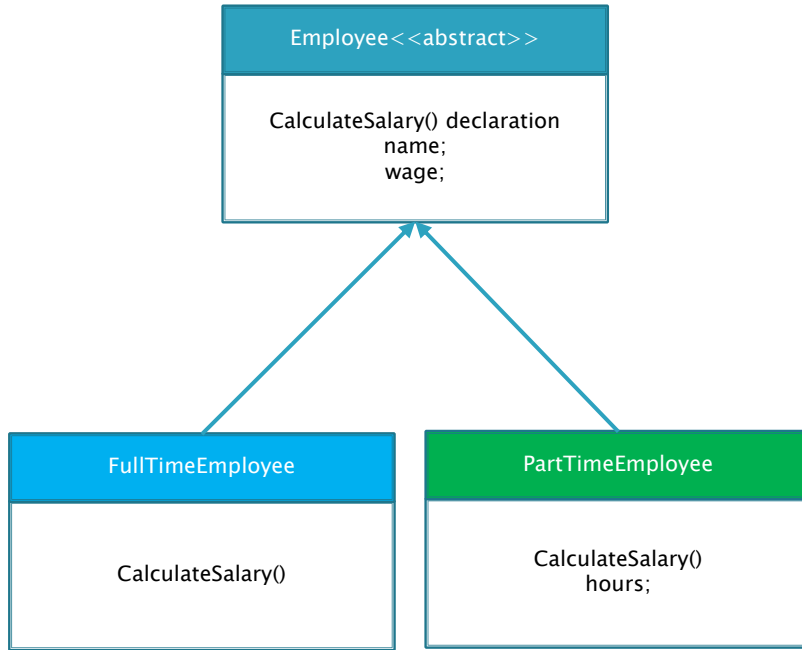 Employee<<abstract>>
CalculateSalary() declaration
name;
wage;
FullTimeEmployee
CalculateSalary()
PartTimeEmployee
CalculateSalary()
hours;